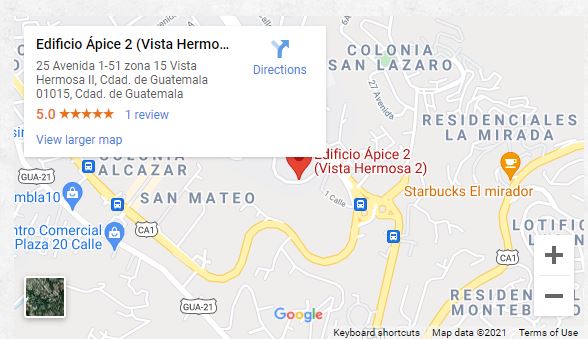 Edificio Ápice 2 (Vista Hermo...
25 Avenida 1-51 zona 15 Vista
Hermosa II, Cdad. de Guatemala
01015, Cdad. de Guatemala
5.0
1 review
View larger map
Directions
COLONIA
SAN LAZARO
27 Avenida
RESIDENCIALES
LA MIRADA
COLONIA
ALCAZAR
Edificio Ápice 2
(Vista Hermosa 2)
GUA-21
mbla10
SAN MATEO
1 Calle
Starbucks El mirador
ntro Comercial
Plaza 20 Calle
CA1
LOTIFIC
CA1
GUA-21
RESIDEN
MONTEB
Google
Keyboard shortcuts
Map data ©2021
Terms of Use